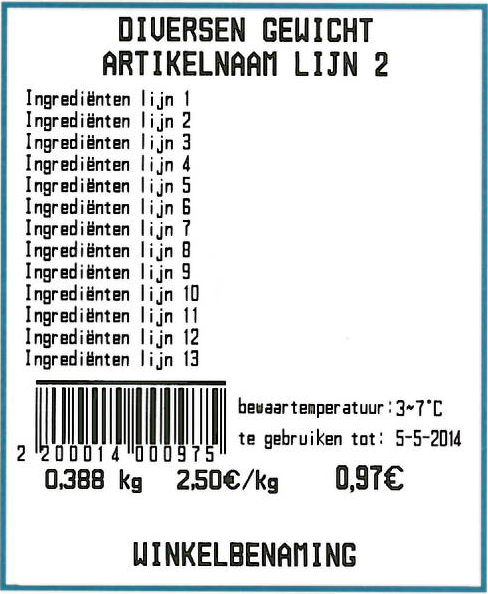 DIVERSEN GEWICHT
ARTIKELNAAM LIJN 2
Ingrediënten lijn 1
Ingrediënten lijn 2
Ingrediënten lijn 3
Ingrediënten lijn 4
Ingrediënten lijn 5
Ingrediënten lijn 6
Ingrediënten lijn 7
Ingrediënten lijn 8
Ingrediënten lijn 9
Ingrediënten lijn 10
Ingrediënten lijn 11
Ingrediënten lijn 12
Ingrediënten lijn 13
bewaartemperatuur:3~7°C
te gebruiken tot: 5-5-2014
2 200014 000975
0,388 kg 2,50€/kg 0,97€
WINKELBENAMING